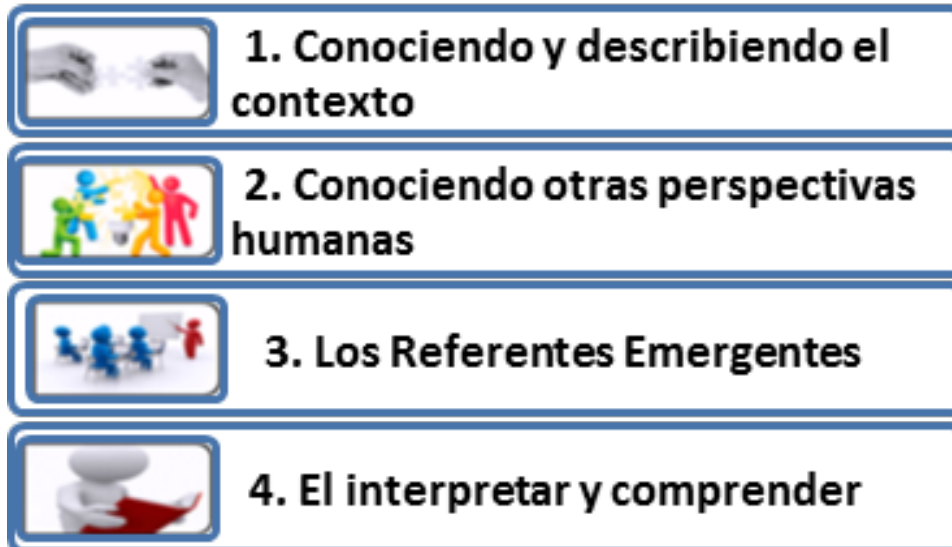 1. Conociendo y describiendo el
contexto
2. Conociendo otras perspectivas
humanas
3. Los Referentes Emergentes
4. El interpretar y comprender